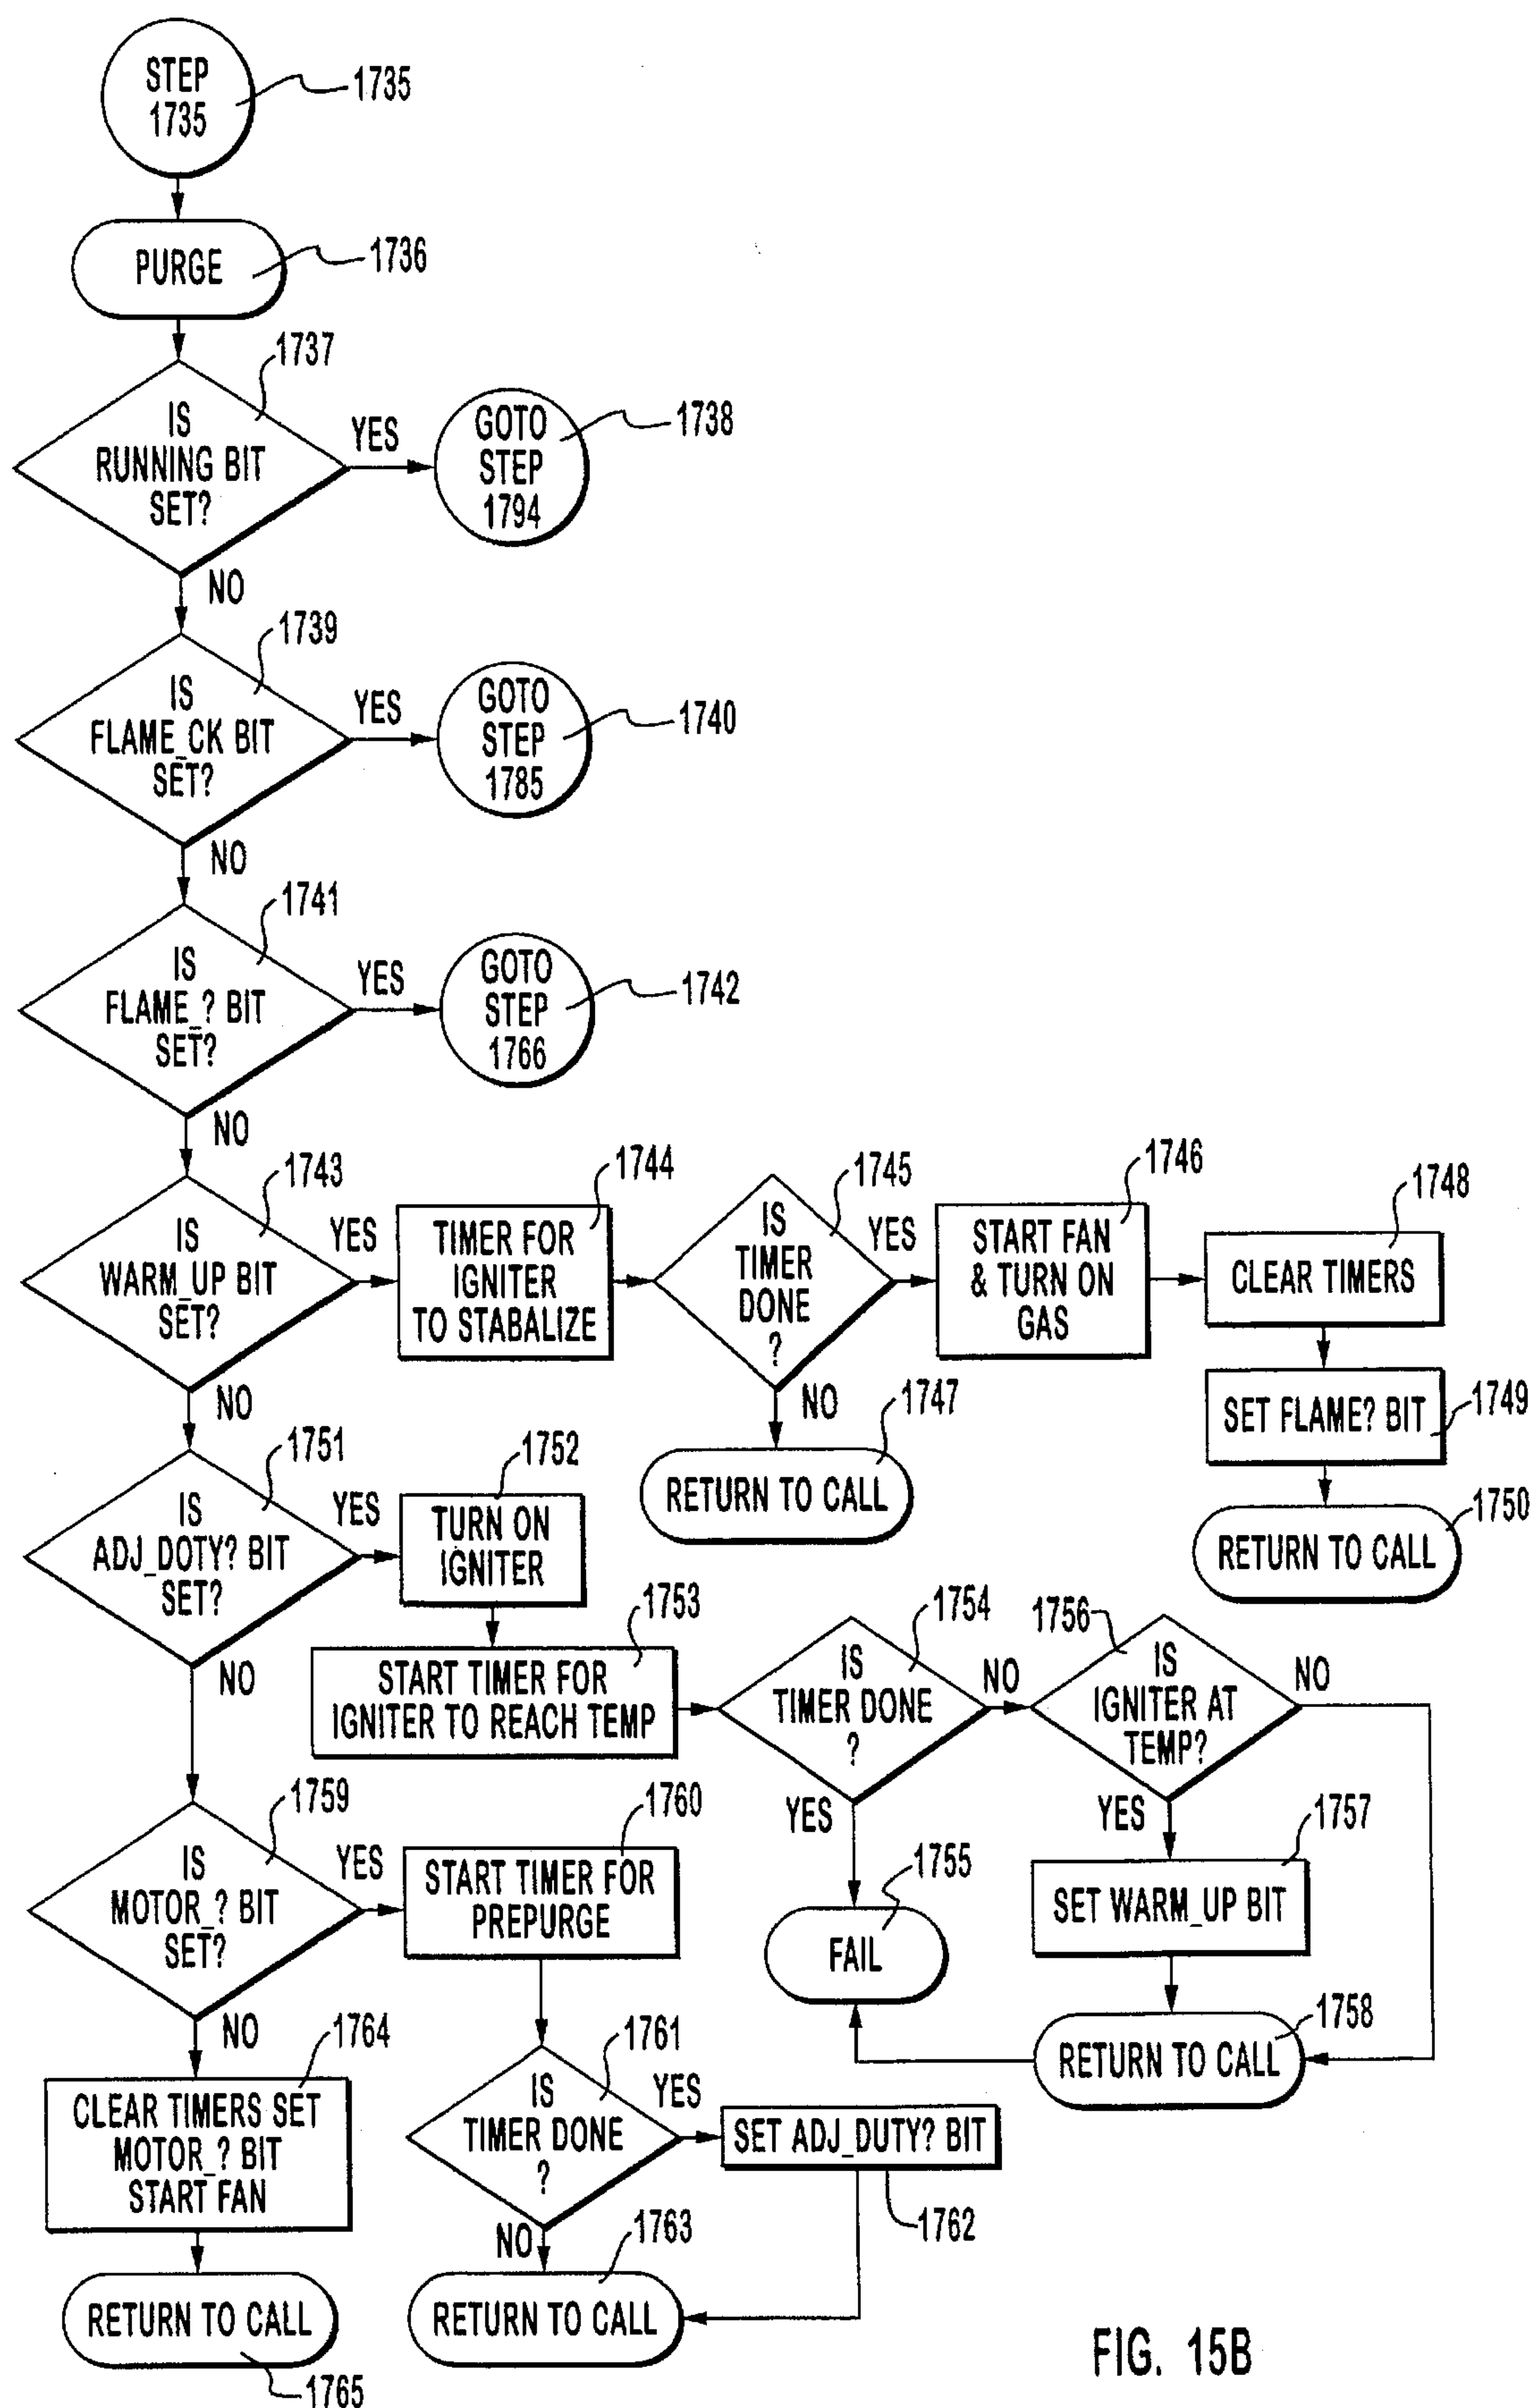 STEP
1735
1735
PURGE
1736
1737
IS
RUNNING BIT
SET?
YES
GOTO
STEP
1794
1738
NO
1739
IS
FLAME_CK BIT
SET?
YES
GOTO
STEP
1785
1740
NO
1741
IS
FLAME_? BIT
SET?
YES
GOTO
STEP
1766
1742
NO
1743
IS
WARM_UP BIT
SET?
YES
1744
TIMER FOR
IGNITER
TO STABALIZE
1745
IS
TIMER
DONE
?
YES
1746
START FAN
& TURN ON
GAS
1748
CLEAR TIMERS
SET FLAME? BIT
1749
RETURN TO CALL
1750
NO
1747
RETURN TO CALL
NO
1751
IS
ADJ_DOTY? BIT
SET?
YES
1752
TURN ON
IGNITER
1753
START TIMER FOR
IGNITER TO REACH TEMP
1754
IS
TIMER DONE
?
NO
1756
IS
IGNITER AT
TEMP?
NO
YES
1755
FAIL
YES
1757
SET WARM_UP BIT
1758
RETURN TO CALL
NO
1759
IS
MOTOR_? BIT
SET?
YES
1760
START TIMER FOR
PREPURGE
1761
IS
TIMER DONE
?
YES
SET ADJ_DUTY? BIT
1762
NO
1763
RETURN TO CALL
NO
1764
CLEAR TIMERS SET
MOTOR_? BIT
START FAN
RETURN TO CALL
1765
FIG. 15B